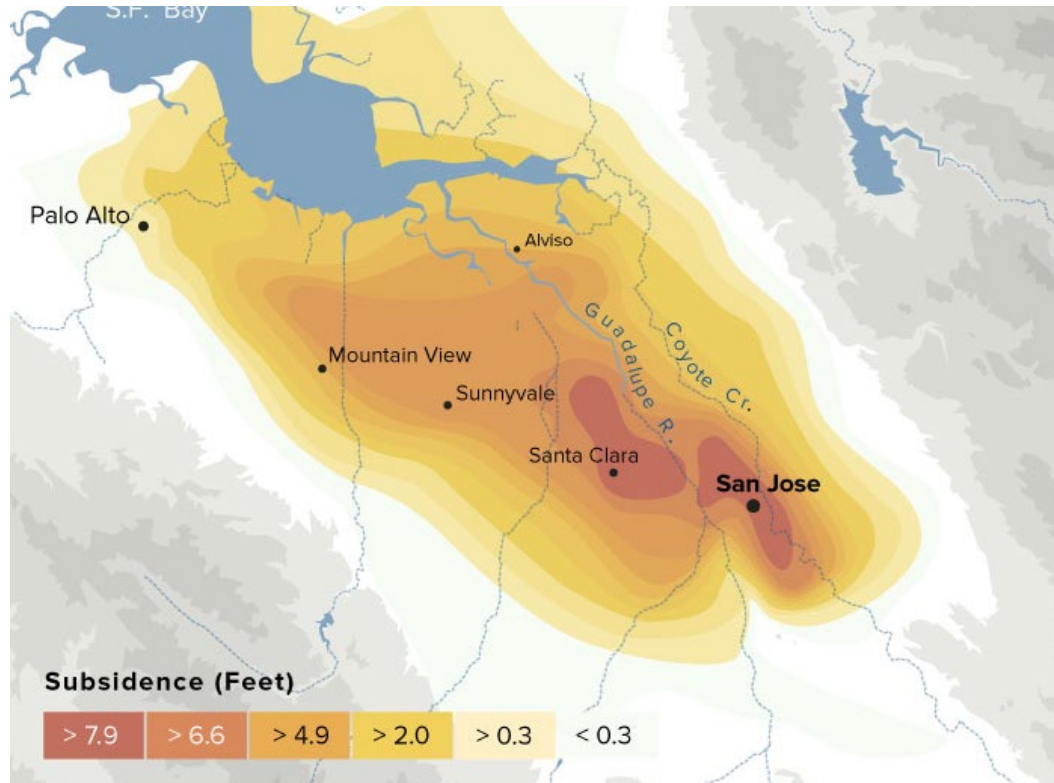 S.F. Bay
Palo Alto
Alviso
Guadalupe R.
Coyote Cr.
Mountain View
Sunnyvale
Santa Clara
San Jose
Subsidence (Feet)
> 7.9 > 6.6 > 4.9 > 2.0 > 0.3 < 0.3